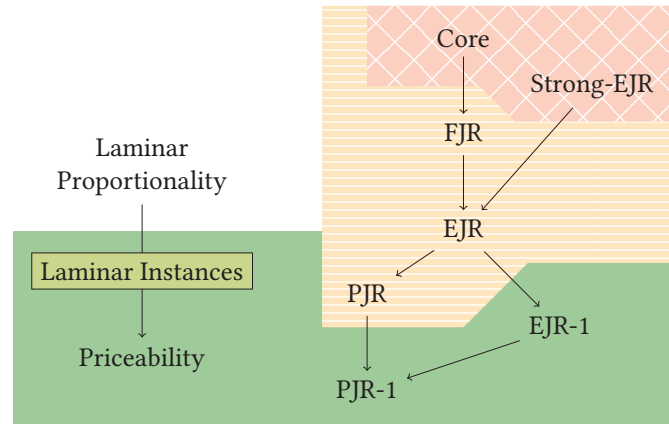 Core
Strong-EJR
FJR
Laminar
Proportionality
EJR
Laminar Instances
PJR
EJR-1
Priceability
PJR-1